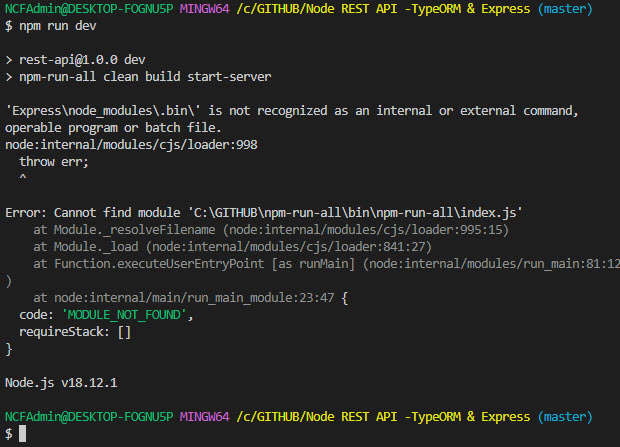 NCFAdmin@DESKTOP-FOGNU5P MINGW64 /c/GITHUB/Node REST API -TypeORM & Express (master)
$ npm run dev
> rest-api@1.0.0 dev
> npm-run-all clean build start-server
'Express\node_modules\.bin\' is not recognized as an internal or external command,
operable program or batch file.
node:internal/modules/cjs/loader:998
  throw err;
  ^
Error: Cannot find module 'C:\GITHUB\npm-run-all\bin\npm-run-all\index.js'
    at Module._resolveFilename (node:internal/modules/cjs/loader:995:15)
    at Module._load (node:internal/modules/cjs/loader:841:27)
    at Function.executeUserEntryPoint [as runMain] (node:internal/modules/run_main:81:12
)
    at node:internal/main/run_main_module:23:47 {
  code: 'MODULE_NOT_FOUND',
  requireStack: []
}
Node.js v18.12.1
NCFAdmin@DESKTOP-FOGNU5P MINGW64 /c/GITHUB/Node REST API -TypeORM & Express (master)
$